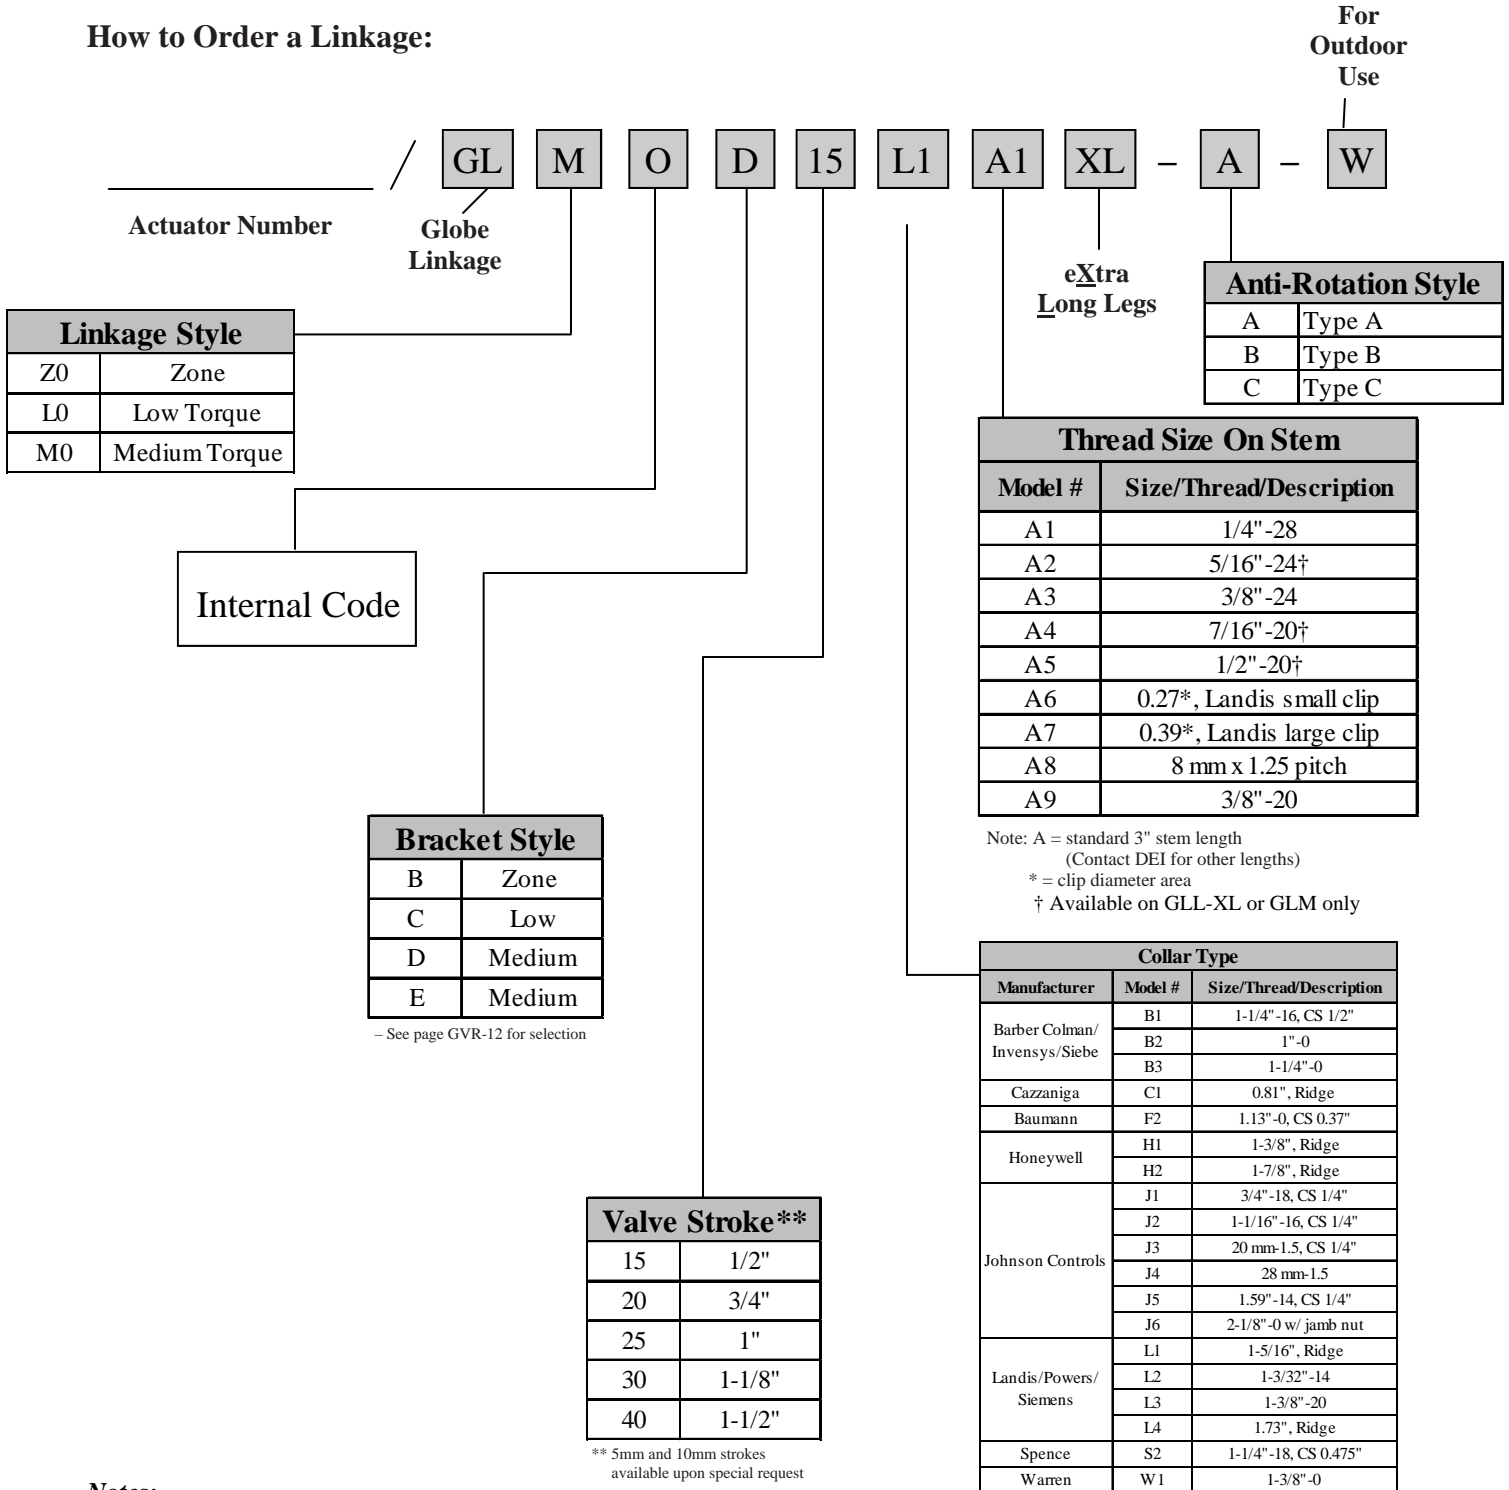 How to Order a Linkage:
For
Outdoor
Use
/ GL M O D 15 L1 A1 XL – A – W
Actuator Number
Globe
Linkage
eXtra
Long Legs
Anti-Rotation Style
A Type A
B Type B
C Type C
Linkage Style
Z0 Zone
L0 Low Torque
M0 Medium Torque
Internal Code
Thread Size On Stem
Model # Size/Thread/Description
A1 1/4"-28
A2 5/16"-24†
A3 3/8"-24
A4 7/16"-20†
A5 1/2"-20†
A6 0.27*, Landis small clip
A7 0.39*, Landis large clip
A8 8 mm x 1.25 pitch
A9 3/8"-20
Note: A = standard 3" stem length
(Contact DEI for other lengths)
* = clip diameter area
† Available on GLL-XL or GLM only
Bracket Style
B Zone
C Low
D Medium
E Medium
– See page GVR-12 for selection
Valve Stroke**
15 1/2"
20 3/4"
25 1"
30 1-1/8"
40 1-1/2"
** 5mm and 10mm strokes
available upon special request
Collar Type
Manufacturer Model # Size/Thread/Description
Barber Colman/
Invensys/Siebe
B1 1-1/4"-16, CS 1/2"
B2 1"-0
B3 1-1/4"-0
Cazzaniga C1 0.81", Ridge
Baumann F2 1.13"-0, CS 0.37"
Honeywell
H1 1-3/8", Ridge
H2 1-7/8", Ridge
Johnson Controls
J1 3/4"-18, CS 1/4"
J2 1-1/16"-16, CS 1/4"
J3 20 mm-1.5, CS 1/4"
J4 28 mm-1.5
J5 1.59"-14, CS 1/4"
J6 2-1/8"-0 w/ jamb nut
Landis/Powers/
Siemens
L1 1-5/16", Ridge
L2 1-3/32"-14
L3 1-3/8"-20
L4 1.73", Ridge
Spence S2 1-1/4"-18, CS 0.475"
Warren W1 1-3/8"-0
Notes: